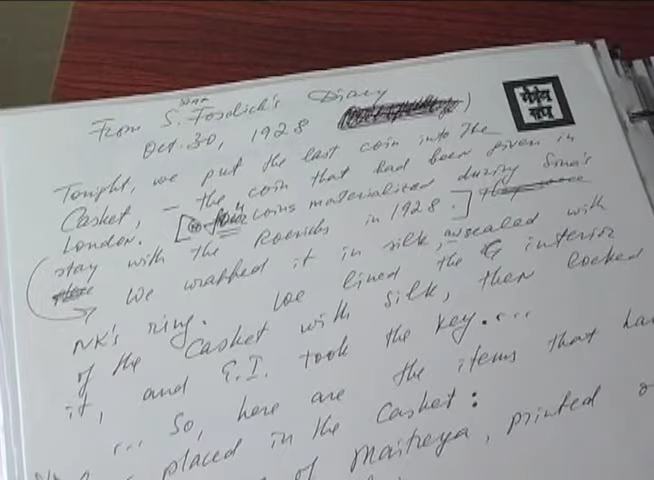 Sina
From S. Fosdick's Diary
Oct. 30, 1928
Tonight, we put the last coin into The
Casket, – the coin that had been given in
London. [four coins materialized during Sina's
stay with the Roerichs in 1928.]
We wrapped it in silk, sealed with
NK's ring. We lined the interior
of the Casket with silk, then locked
it, and E.I. took the key. ...
... So, here are the items that
placed in the Casket:
of Maitreya, printed